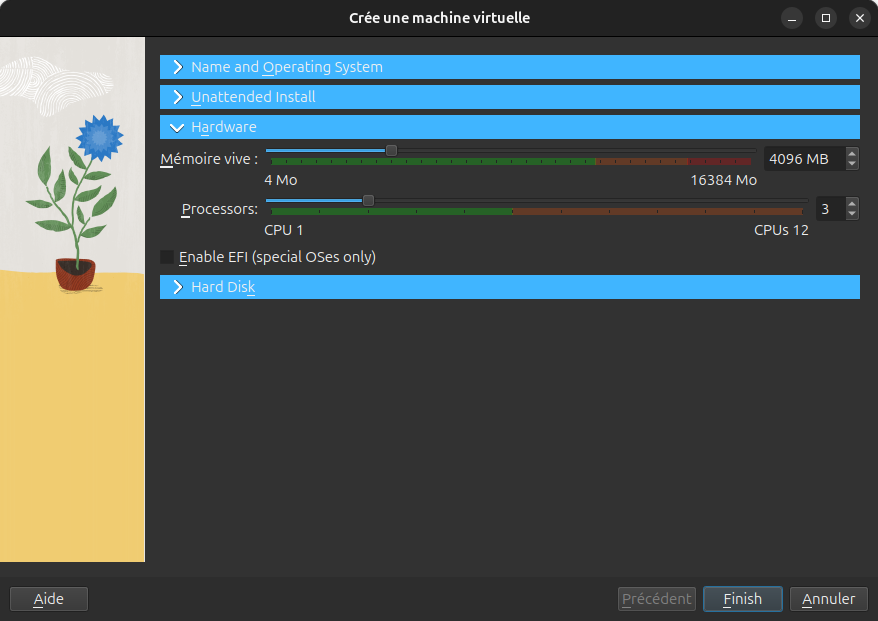 Crée une machine virtuelle
Name and Operating System
Unattended Install
Hardware
Mémoire vive : 4096 MB
4 Mo 16384 Mo
Processors: 3
CPU 1 CPUs 12
Enable EFI (special OSes only)
Hard Disk
Aide Précédent Finish Annuler